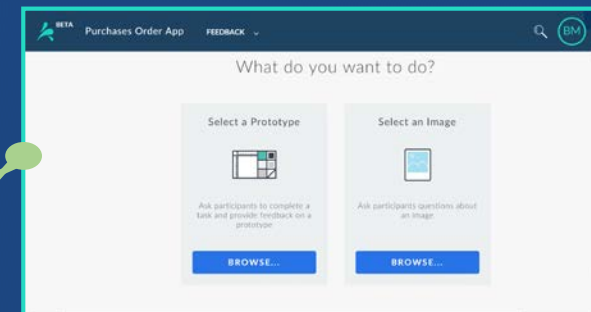 BETA
Purchases Order App
FEEDBACK
BM
What do you want to do?
Select a Prototype
Select an Image
Ask participants to complete a
task and provide feedback on a
prototype
Ask participants questions about
an image
BROWSE...
BROWSE...